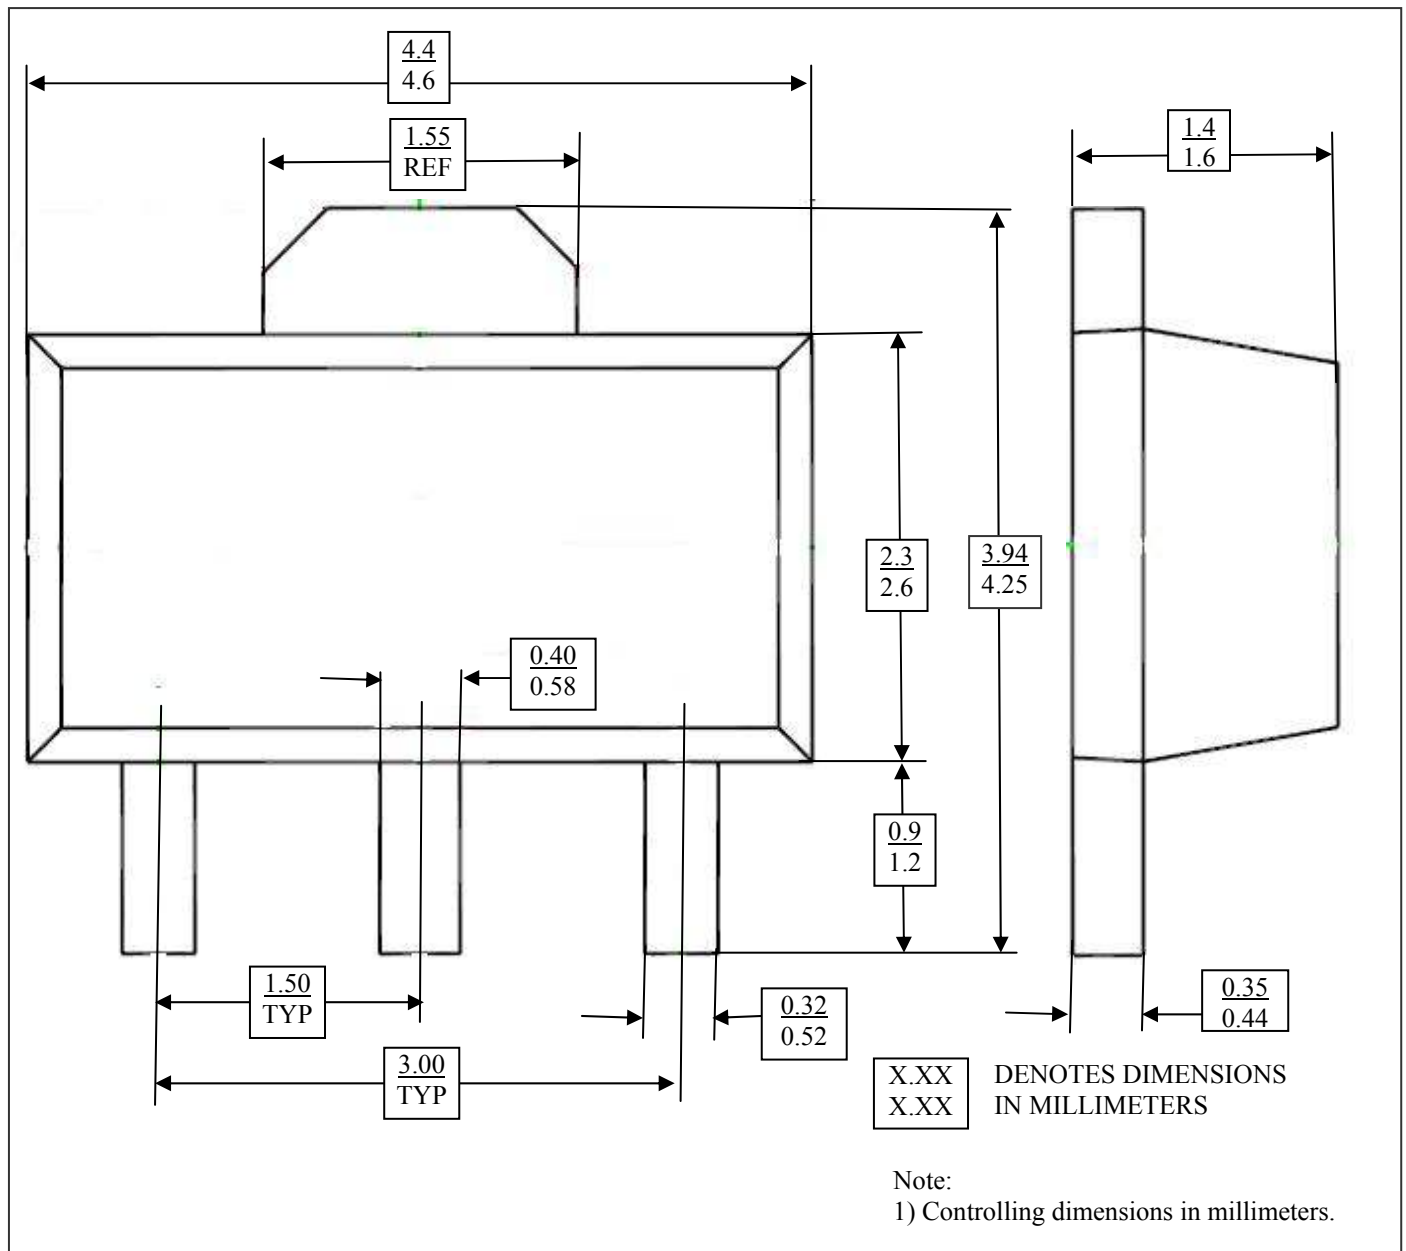 4.4
4.6
1.55
REF
1.4
1.6
2.3
2.6
3.94
4.25
0.40
0.58
0.9
1.2
1.50
TYP
0.32
0.52
0.35
0.44
3.00
TYP
X.XX
X.XX
DENOTES DIMENSIONS
IN MILLIMETERS
Note:
1) Controlling dimensions in millimeters.